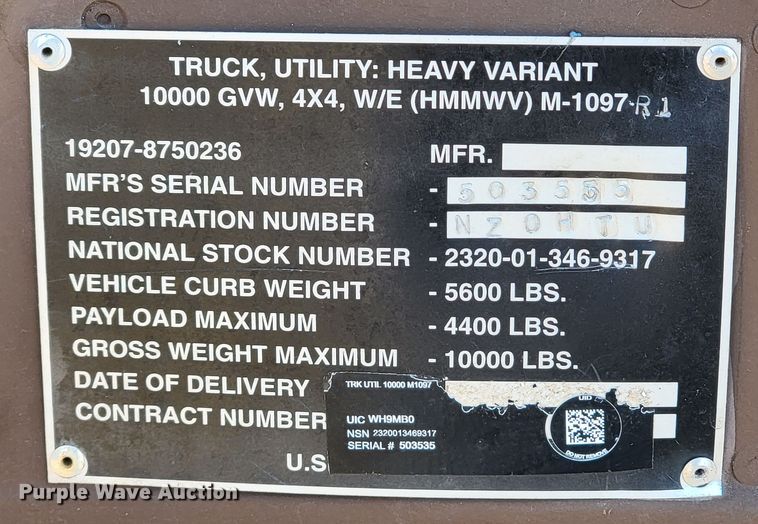 TRUCK, UTILITY: HEAVY VARIANT
10000 GVW, 4X4, W/E (HMMWV) M-1097-R1
19207-8750236 MFR.
MFR'S SERIAL NUMBER -
REGISTRATION NUMBER - NZ0HTU
NATIONAL STOCK NUMBER - 2320-01-346-9317
VEHICLE CURB WEIGHT - 5600 LBS.
PAYLOAD MAXIMUM - 4400 LBS.
GROSS WEIGHT MAXIMUM - 10000 LBS.
DATE OF DELIVERY
CONTRACT NUMBER
U.S
TRK UTIL 10000 M1097
UIC WH9MB0
NSN 2320013469317
SERIAL # 503535
UID
DO NOT REMOVE
Purple Wave Auction